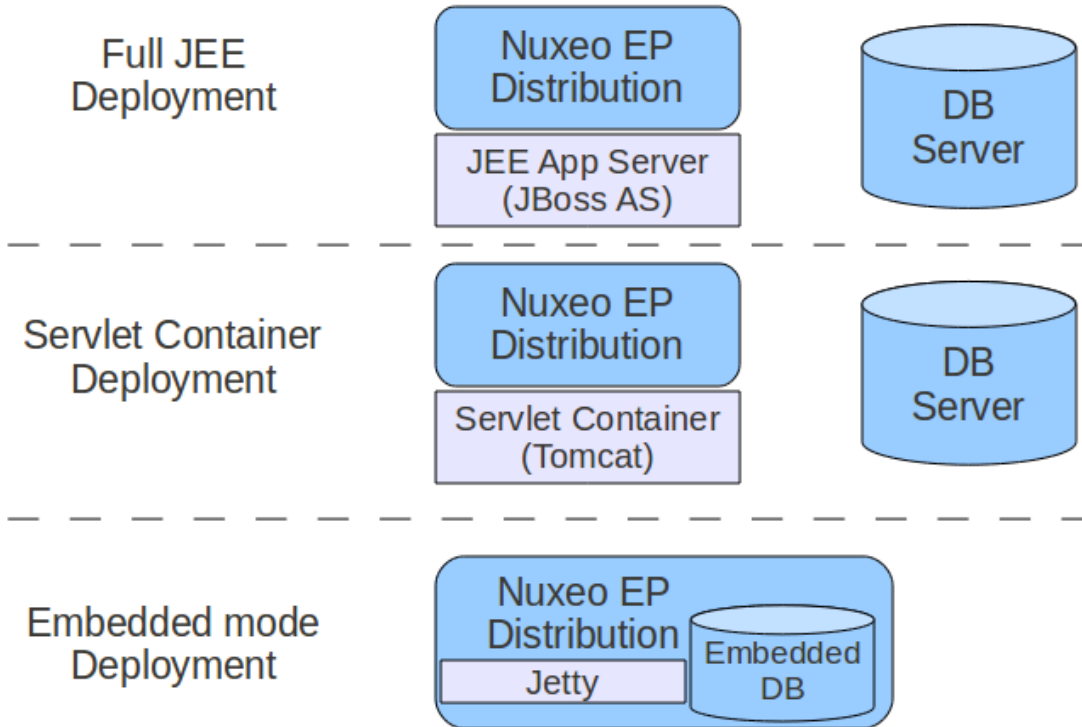 Full JEE
Deployment
Nuxeo EP
Distribution
JEE App Server
(JBoss AS)
DB
Server
Servlet Container
Deployment
Nuxeo EP
Distribution
Servlet Container
(Tomcat)
DB
Server
Embedded mode
Deployment
Nuxeo EP
Distribution
Jetty
Embedded
DB